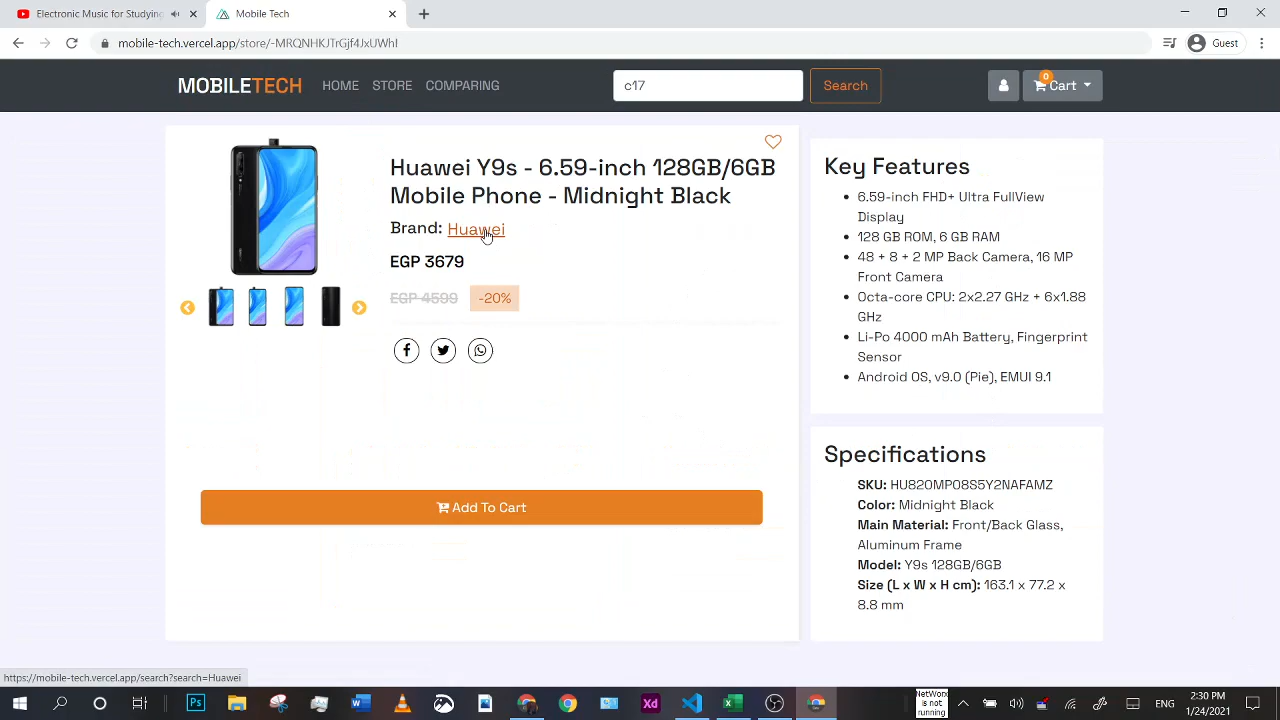 Electronic Music for Studying
Mobile Tech
mobile-tech.vercel.app/store/-MRQNHKJTrGjf4JxUWhI
Guest
MOBILETECH
HOME
STORE
COMPARING
c17
Search
0
Cart
Huawei Y9s - 6.59-inch 128GB/6GB
Mobile Phone - Midnight Black
Brand: Huawei
EGP 3679
EGP 4599
-20%
Add To Cart
Key Features
6.59-inch FHD+ Ultra FullView
Display
128 GB ROM, 6 GB RAM
48 + 8 + 2 MP Back Camera, 16 MP
Front Camera
Octa-core CPU: 2x2.27 GHz + 6x1.88
GHz
Li-Po 4000 mAh Battery, Fingerprint
Sensor
Android OS, v9.0 (Pie), EMUI 9.1
Specifications
SKU: HU820MP08S5Y2NAFAMZ
Color: Midnight Black
Main Material: Front/Back Glass,
Aluminum Frame
Model: Y9s 128GB/6GB
Size (L x W x H cm): 163.1 x 77.2 x
8.8 mm
https://mobile-tech.vercel.app/search?search=Huawei
Ps
Xd
NetWorx
is not
running
ENG
2:30 PM
1/24/2021